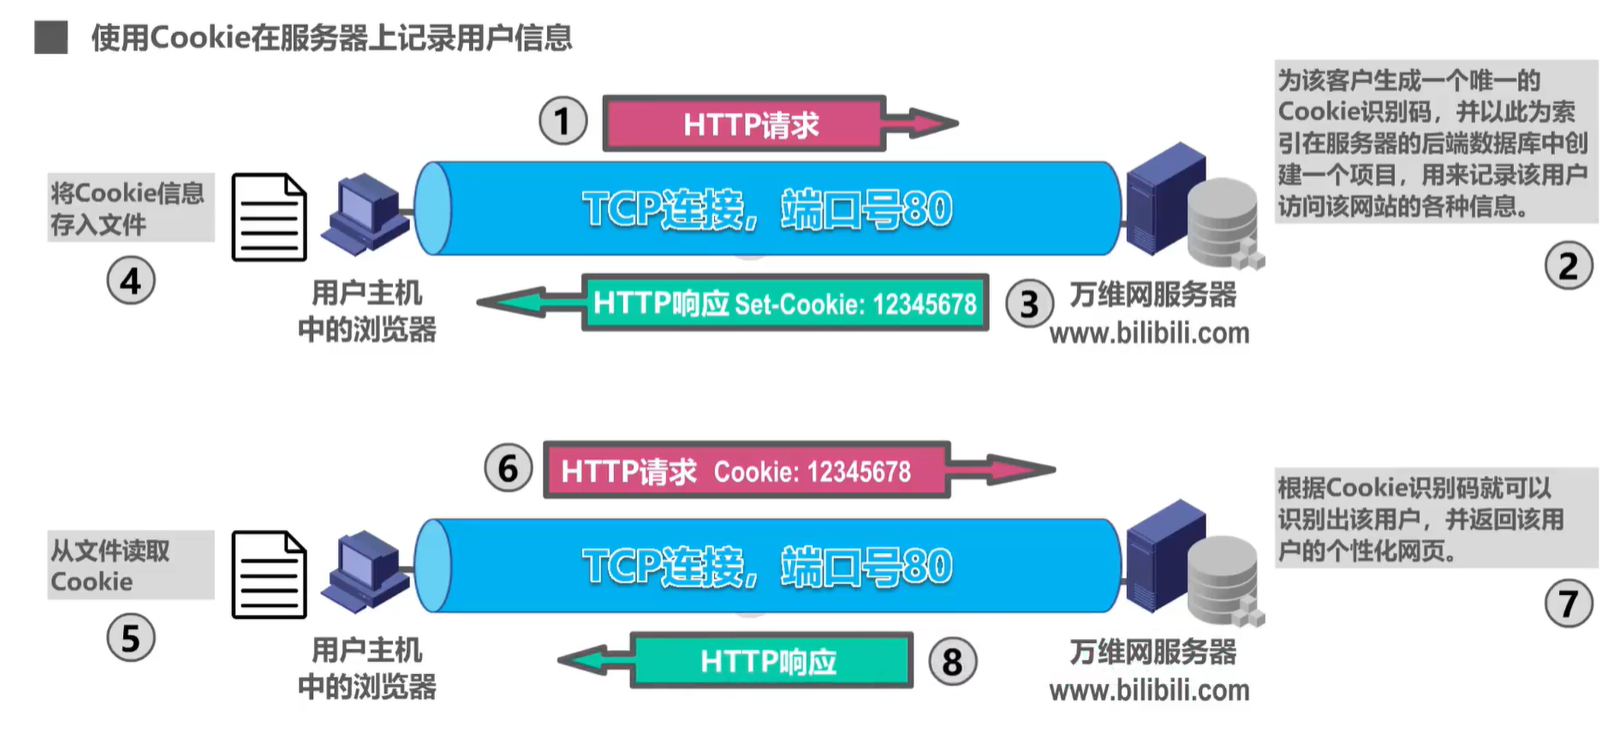 使用Cookie在服务器上记录用户信息
1
HTTP请求
为该客户生成一个唯一的
Cookie识别码，并以此为索
引在服务器的后端数据库中创
建一个项目，用来记录该用户
访问该网站的各种信息。
2
将Cookie信息
存入文件
4
TCP连接，端口号80
用户主机
中的浏览器
HTTP响应 Set-Cookie: 12345678
3
万维网服务器
www.bilibili.com
6
HTTP请求 Cookie: 12345678
根据Cookie识别码就可以
识别出该用户，并返回该用
户的个性化网页。
7
从文件读取
Cookie
5
TCP连接，端口号80
用户主机
中的浏览器
HTTP响应
8
万维网服务器
www.bilibili.com